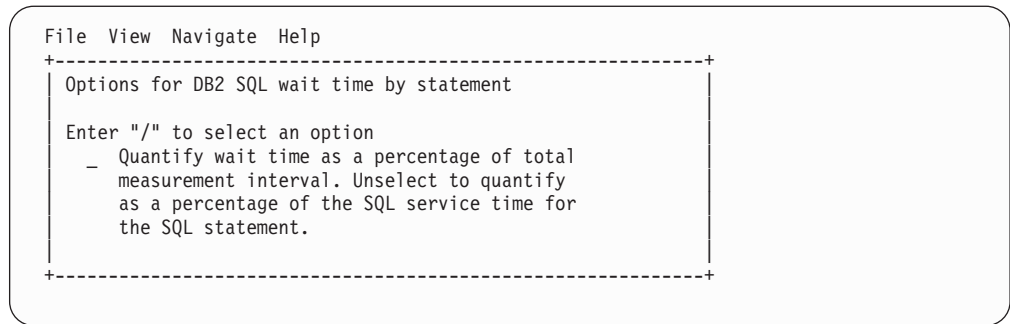 File View Navigate Help
+-------------------------------------------------------------+
| Options for DB2 SQL wait time by statement |
| Enter "/" to select an option |
| _ Quantify wait time as a percentage of total |
| measurement interval. Unselect to quantify |
| as a percentage of the SQL service time for |
| the SQL statement. |
+-------------------------------------------------------------+